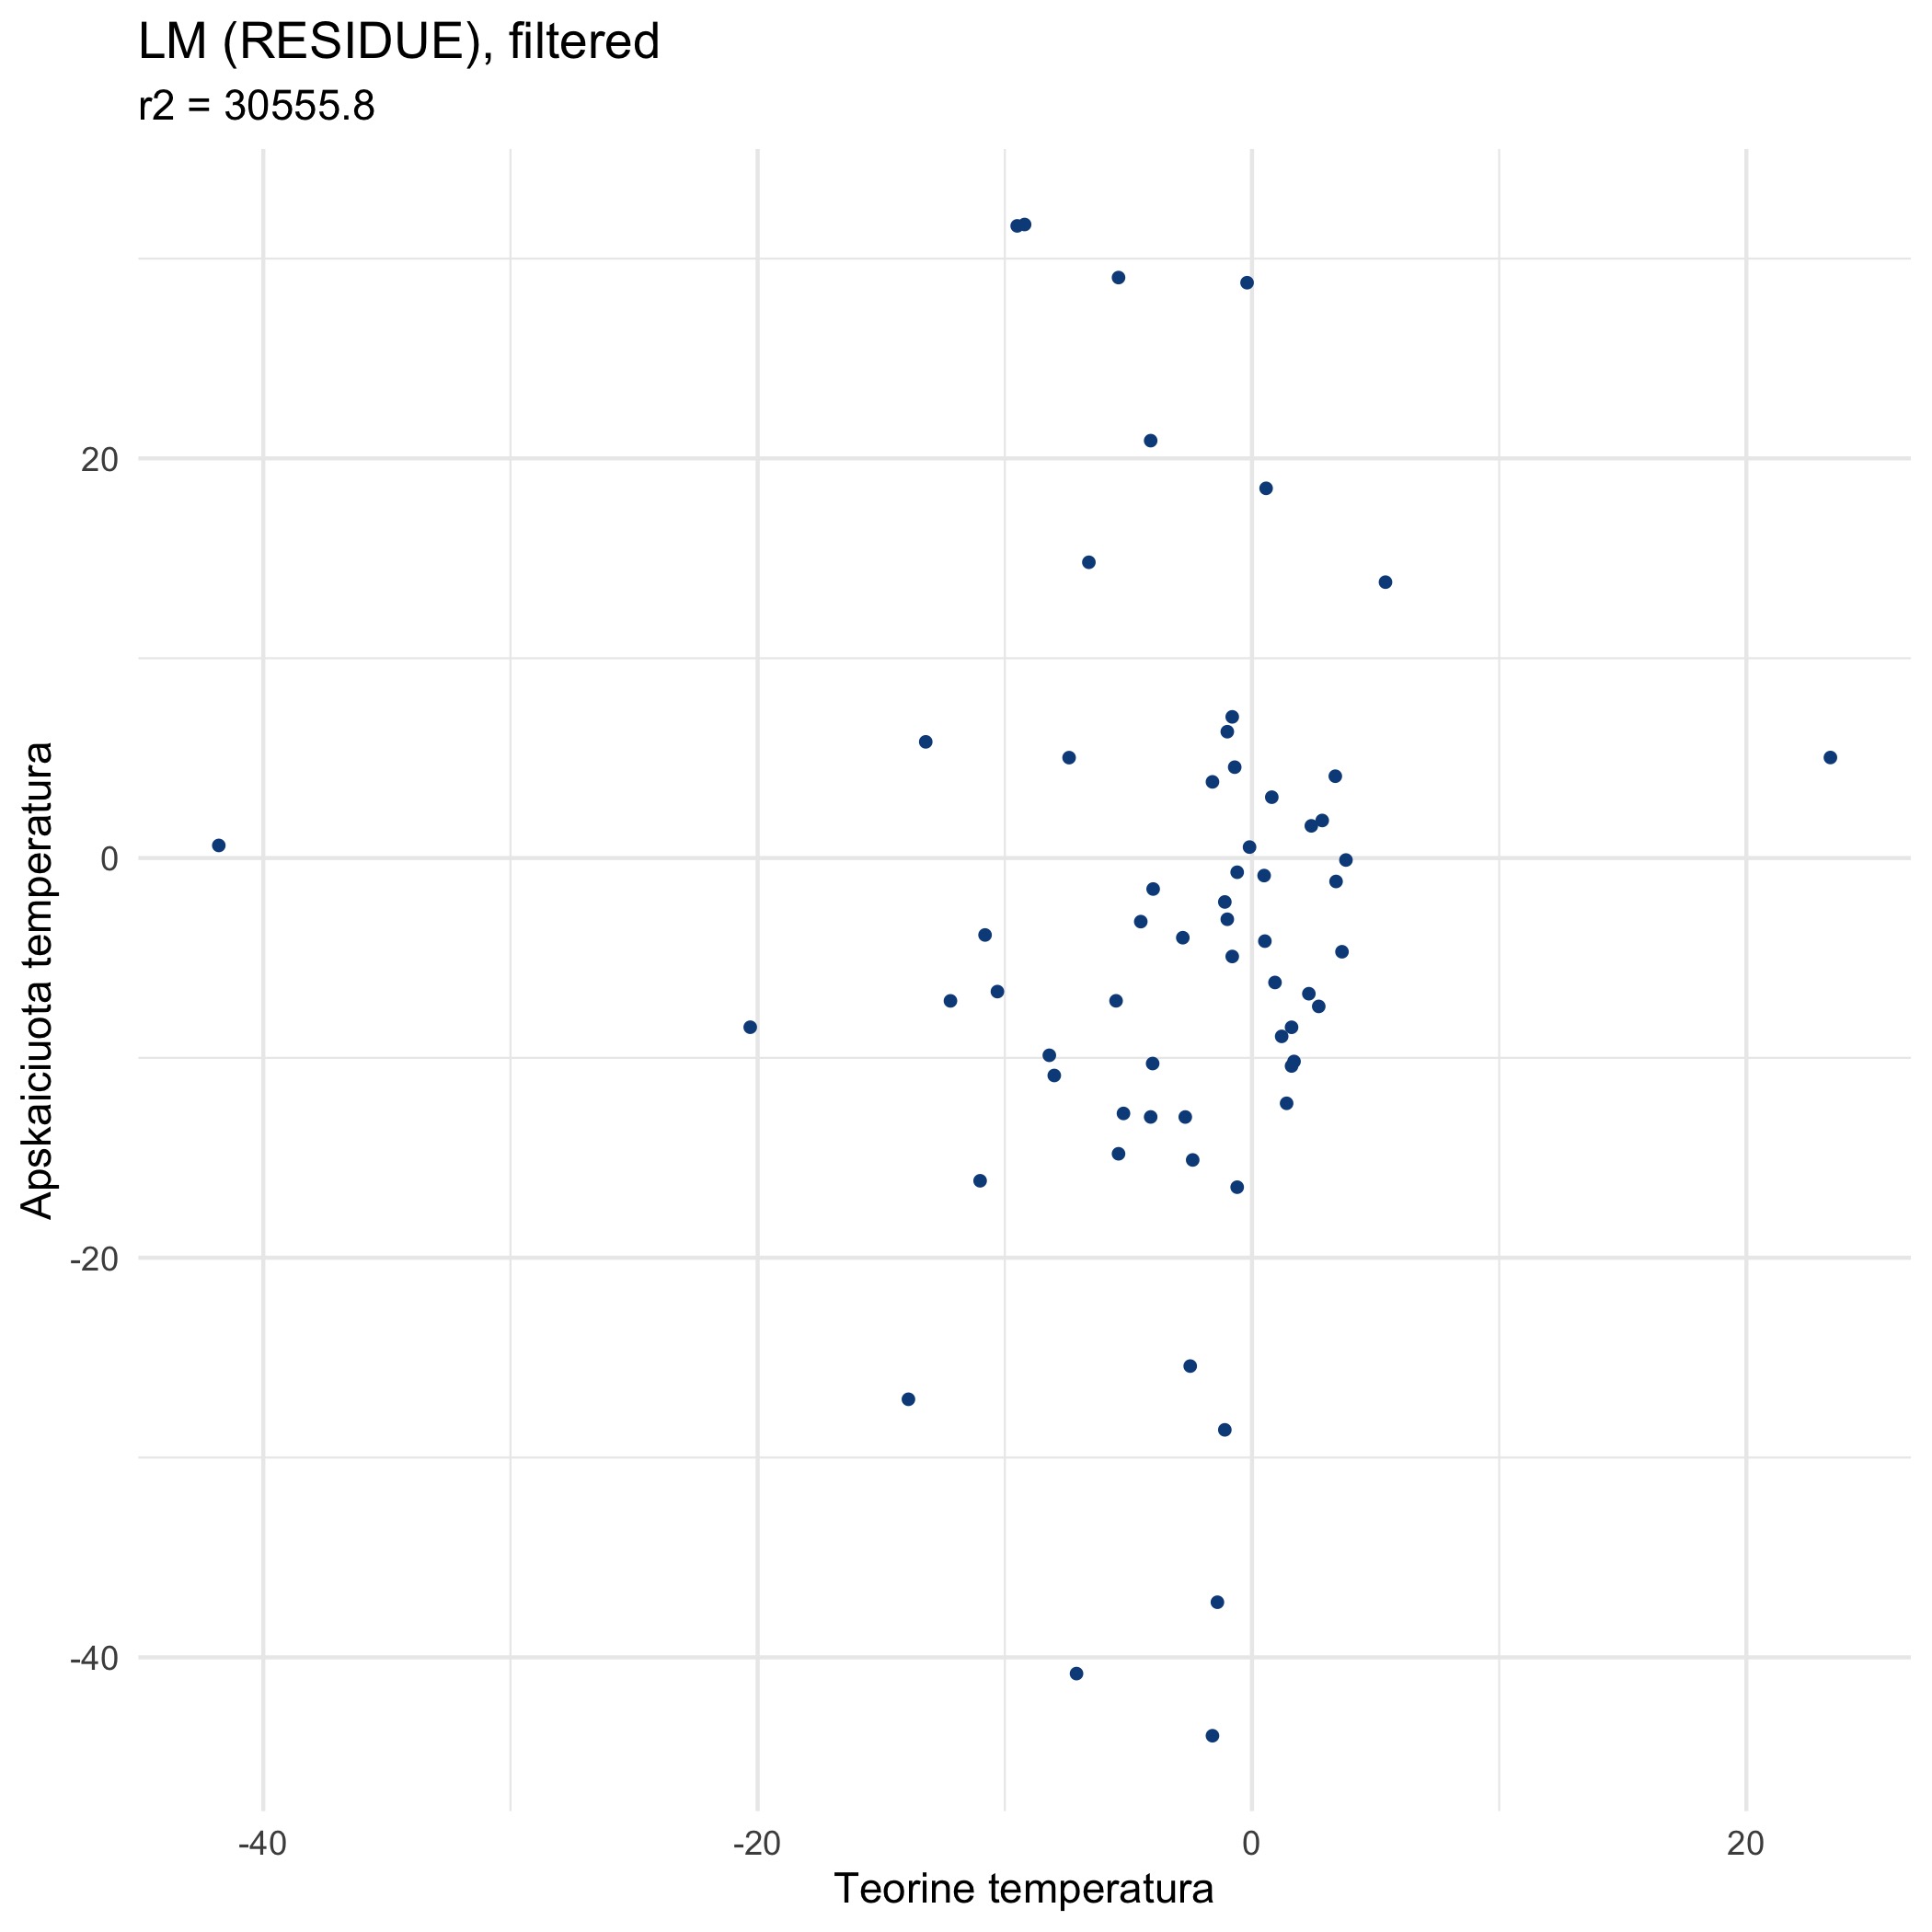 LM (RESIDUE), filtered
r2 = 30555.8
Apskaiciuota temperatura
20
0
-20
-40
-40
-20
0
20
Teorine temperatura